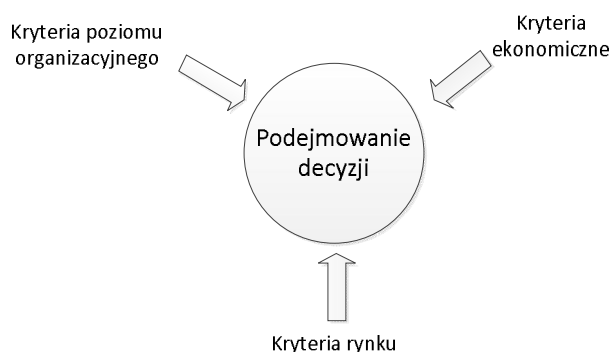 Kryteria poziomu
organizacyjnego
Kryteria
ekonomiczne
Podejmowanie
decyzji
Kryteria rynku